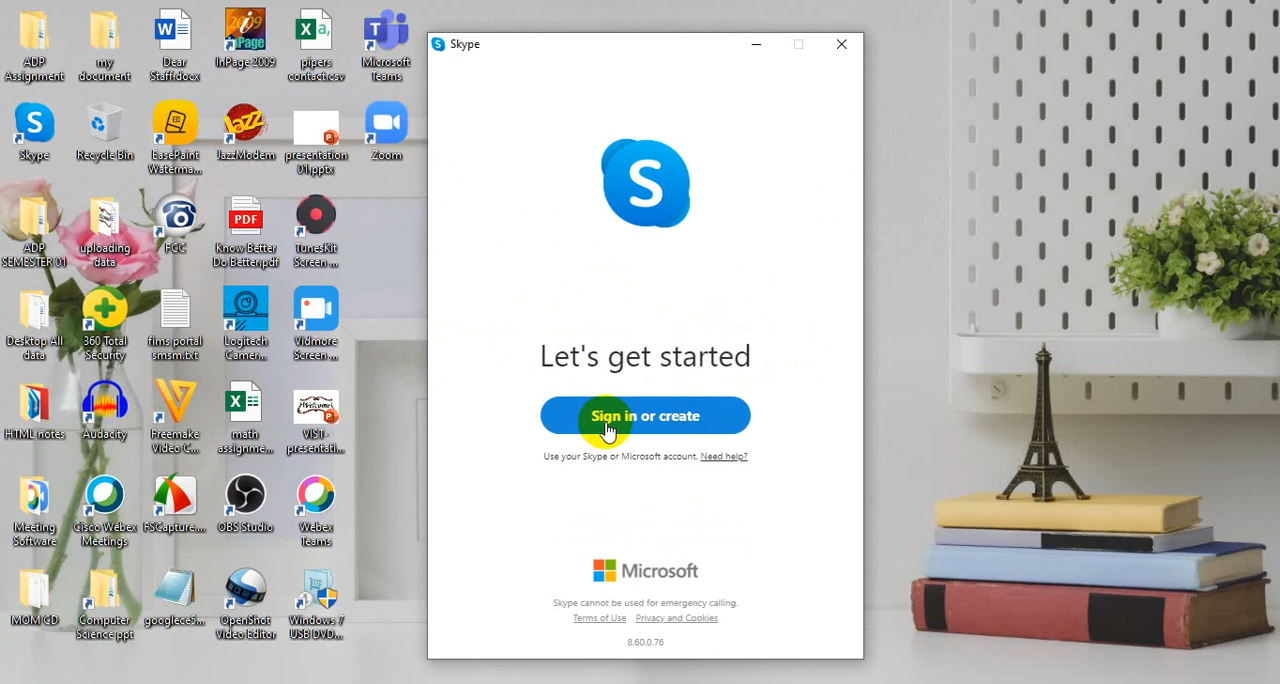 ADP
Assignment
my
document
Dear
Staff.docx
InPage 2009
pipers
contact.csv
Microsoft
Teams
Skype
Recycle Bin
EasePaint
Waterma...
JazzModem
presentation
01.pptx
Zoom
ADP
SEMESTER 01
uploading
data
FCC
PDF
Know Better
Do Better.pdf
TunesKit
Screen ...
Desktop All
data
360 Total
Security
fims portal
smsm.txt
Logitech
Camer...
Vidmore
Screen ...
HTML notes
Audacity
Freemake
Video C...
math
assignme...
Welcome!
VIST-
presentati...
Meeting
Software
Cisco Webex
Meetings
FSCapture....
OBS Studio
Webex
Teams
MOM CD
Computer
Science ppt
OpenShot
Video Editor
Windows 7
USB DVD...
Skype
S
Let's get started
Sign in or create
Use your Skype or Microsoft account. Need help?
Microsoft
Skype cannot be used for emergency calling.
Terms of Use Privacy and Cookies
8.60.0.76